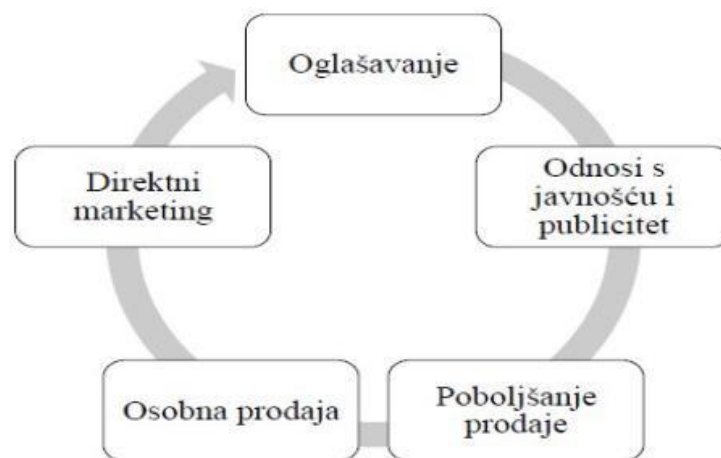 Oglašavanje
Odnosi s
javnošću i
publicitet
Poboljšanje
prodaje
Osobna prodaja
Direktni
marketing